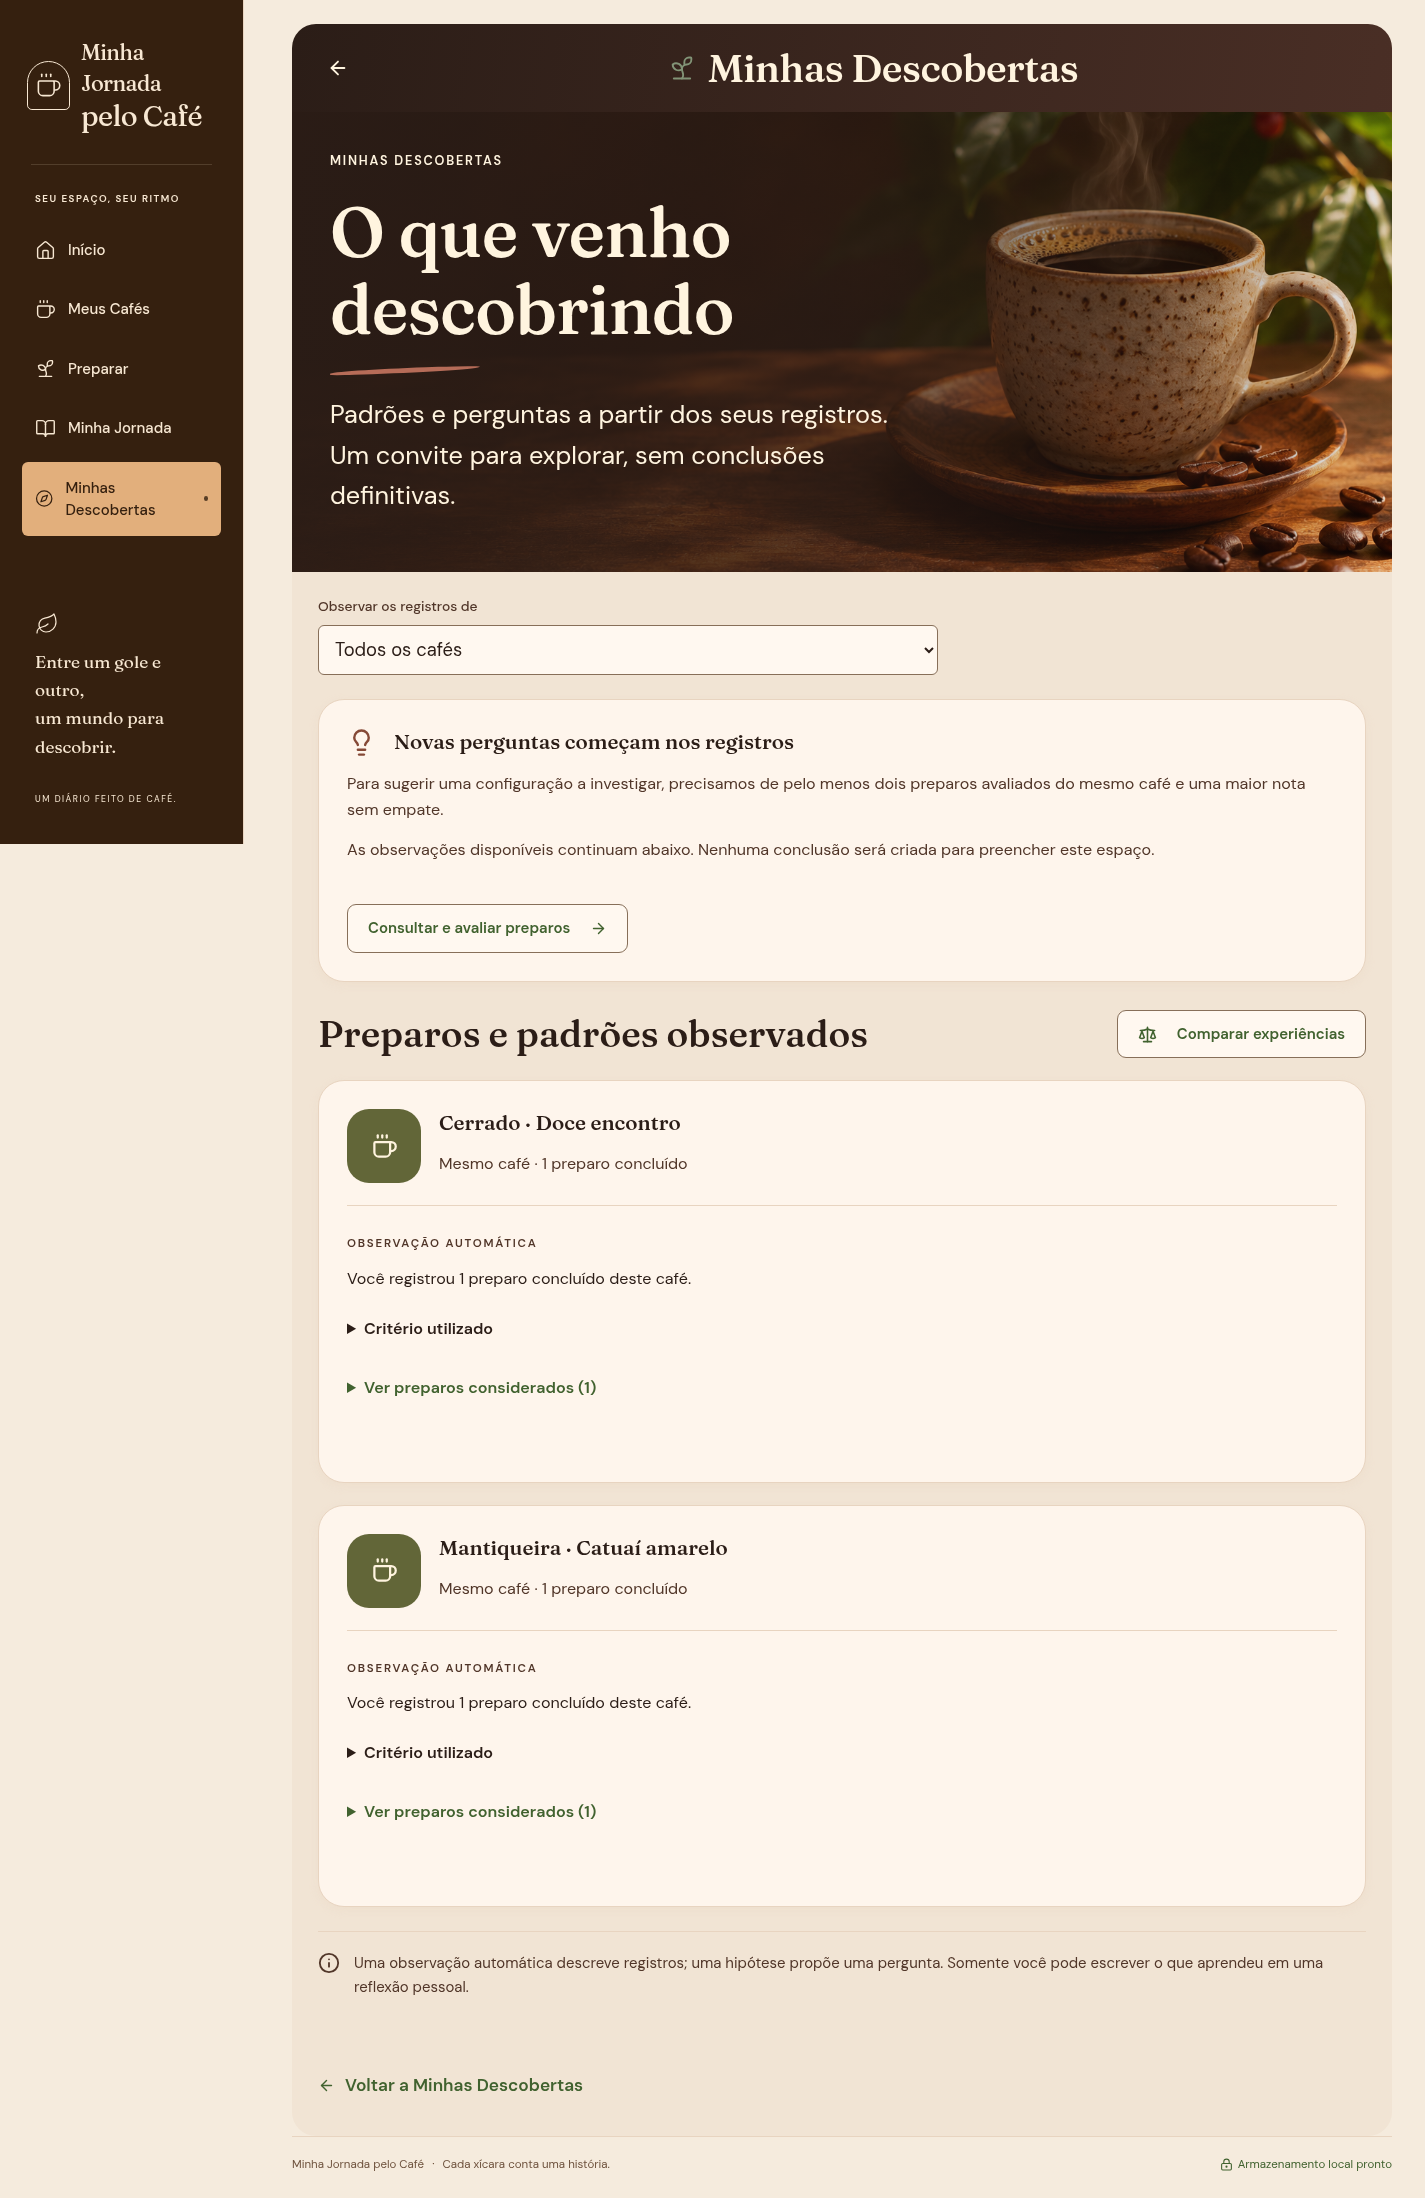 Minha
Jornada
pelo Café
SEU ESPAÇO, SEU RITMO
Início
Meus Cafés
Preparar
Minha Jornada
Minhas
Descobertas
Entre um gole e
outro,
um mundo para
descobrir.
UM DIÁRIO FEITO DE CAFÉ.
Minhas Descobertas
MINHAS DESCOBERTAS
O que venho
descobrindo
Padrões e perguntas a partir dos seus registros.
Um convite para explorar, sem conclusões
definitivas.
Observar os registros de
Todos os cafés
Novas perguntas começam nos registros
Para sugerir uma configuração a investigar, precisamos de pelo menos dois preparos avaliados do mesmo café e uma maior nota
sem empate.
As observações disponíveis continuam abaixo. Nenhuma conclusão será criada para preencher este espaço.
Consultar e avaliar preparos
Preparos e padrões observados
Comparar experiências
Cerrado · Doce encontro
Mesmo café · 1 preparo concluído
OBSERVAÇÃO AUTOMÁTICA
Você registrou 1 preparo concluído deste café.
Critério utilizado
Ver preparos considerados (1)
Mantiqueira · Catuaí amarelo
Mesmo café · 1 preparo concluído
OBSERVAÇÃO AUTOMÁTICA
Você registrou 1 preparo concluído deste café.
Critério utilizado
Ver preparos considerados (1)
Uma observação automática descreve registros; uma hipótese propõe uma pergunta. Somente você pode escrever o que aprendeu em uma
reflexão pessoal.
Voltar a Minhas Descobertas
Minha Jornada pelo Café · Cada xícara conta uma história.
Armazenamento local pronto